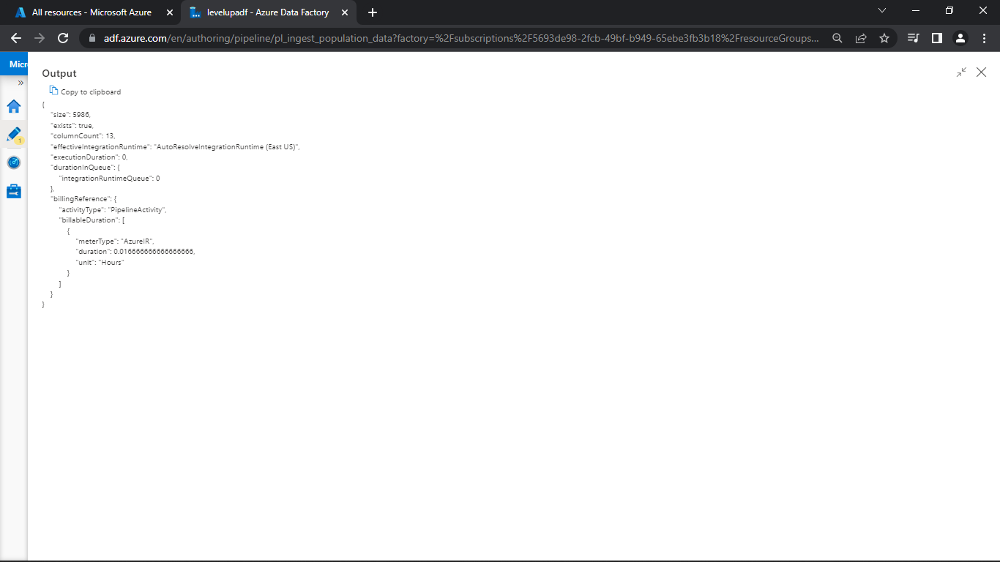 All resources - Microsoft Azure
levelupadf - Azure Data Factory
adf.azure.com/en/authoring/pipeline/pl_ingest_population_data?factory=%2Fsubscriptions%2F5693de98-2fcb-49bf-b949-65ebe3fb3b18%2FresourceGroups...
Micr
Output
Copy to clipboard
{
"size": 5986,
"exists": true,
"columnCount": 13,
"effectiveIntegrationRuntime": "AutoResolveIntegrationRuntime (East US)",
"executionDuration": 0,
"durationInQueue": {
"integrationRuntimeQueue": 0
},
"billingReference": {
"activityType": "PipelineActivity",
"billableDuration": [
{
"meterType": "AzureIR",
"duration": 0.016666666666666666,
"unit": "Hours"
}
]
}
}
1